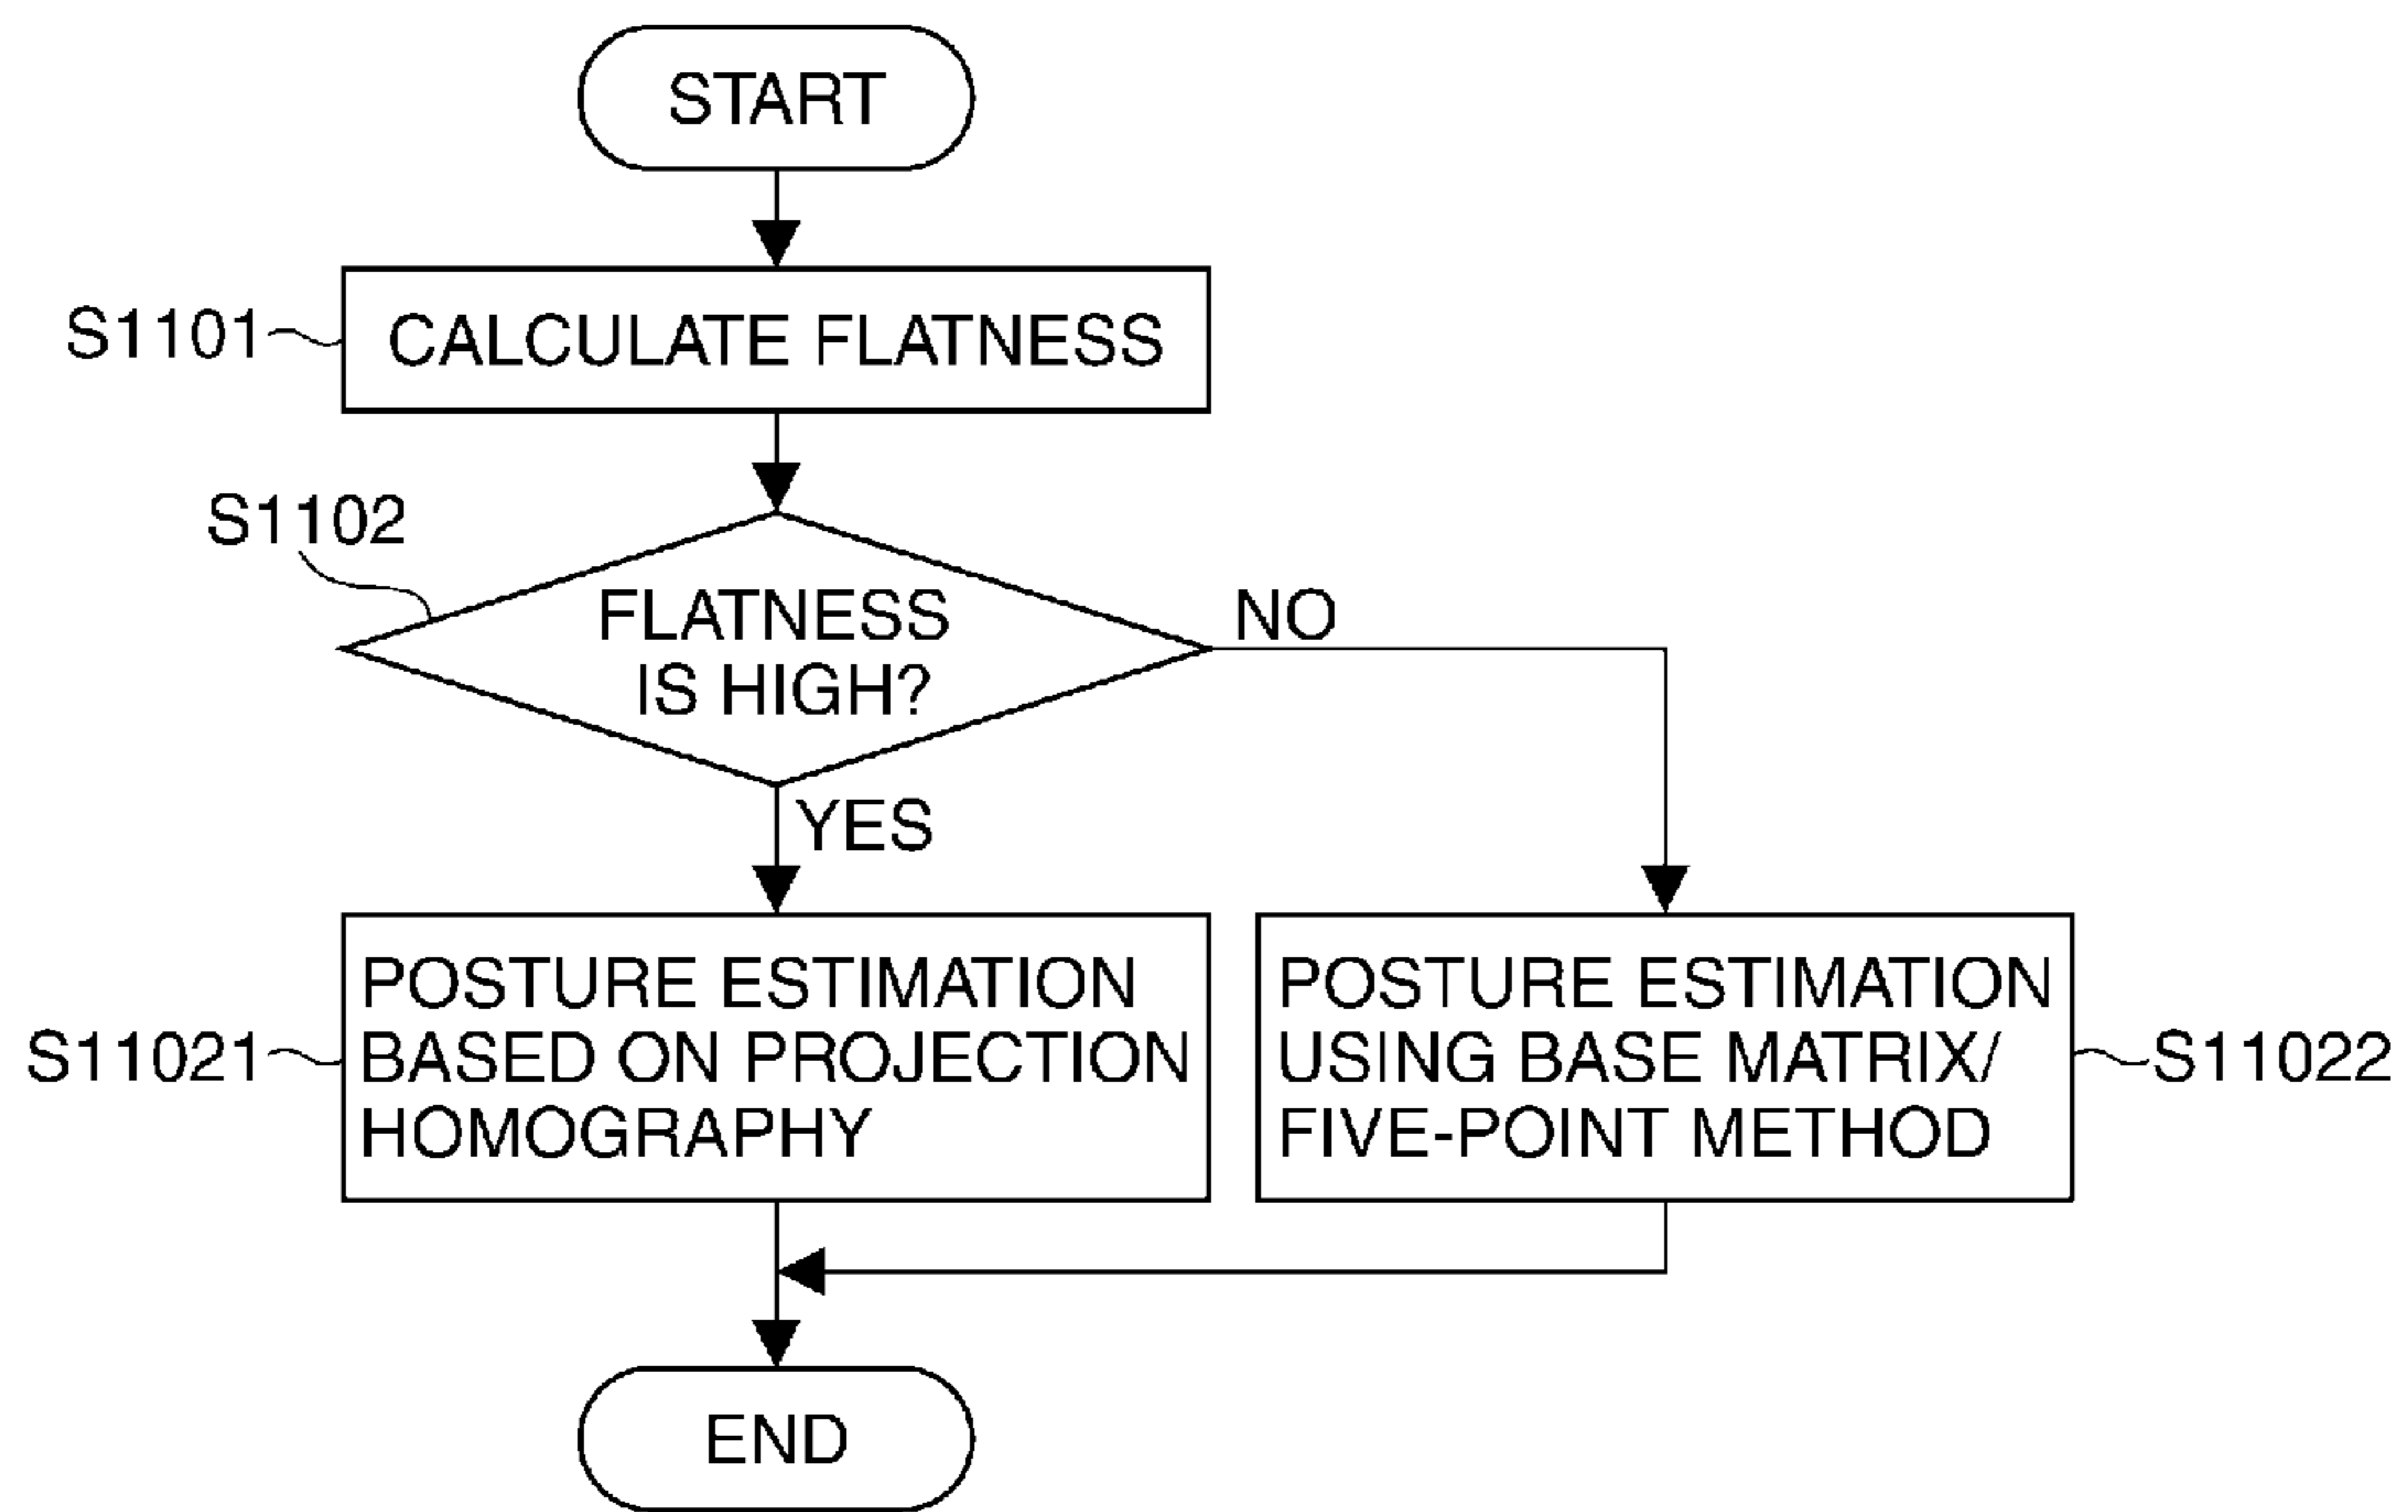 START
S1101
CALCULATE FLATNESS
S1102
FLATNESS
IS HIGH?
NO
YES
S11021
POSTURE ESTIMATION
BASED ON PROJECTION
HOMOGRAPHY
POSTURE ESTIMATION
USING BASE MATRIX/
FIVE-POINT METHOD
S11022
END